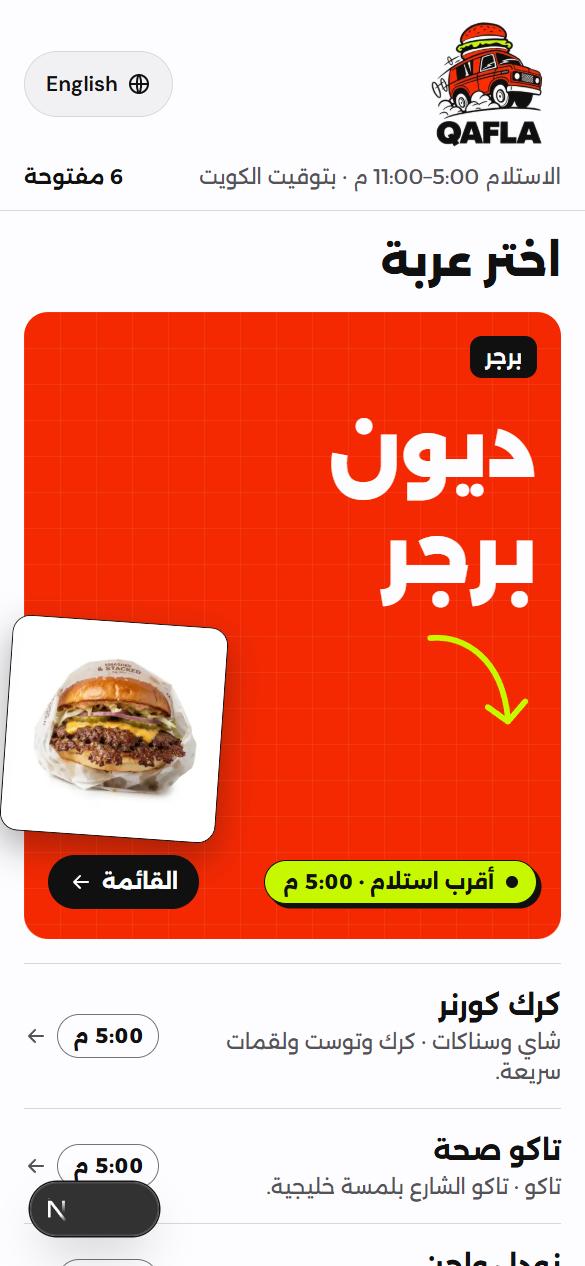 English
QAFLA
الاستلام 5:00–11:00 م · بتوقيت الكويت
6 مفتوحة
اختر عربة
برجر
ديون
برجر
SMASHED
& STACKED
أقرب استلام · 5:00 م
القائمة
كرك كورنر
شاي وسناكات · كرك وتوست ولقمات
سريعة.
5:00 م
تاكو صحة
تاكو · تاكو الشارع بلمسة خليجية.
5:00 م
N